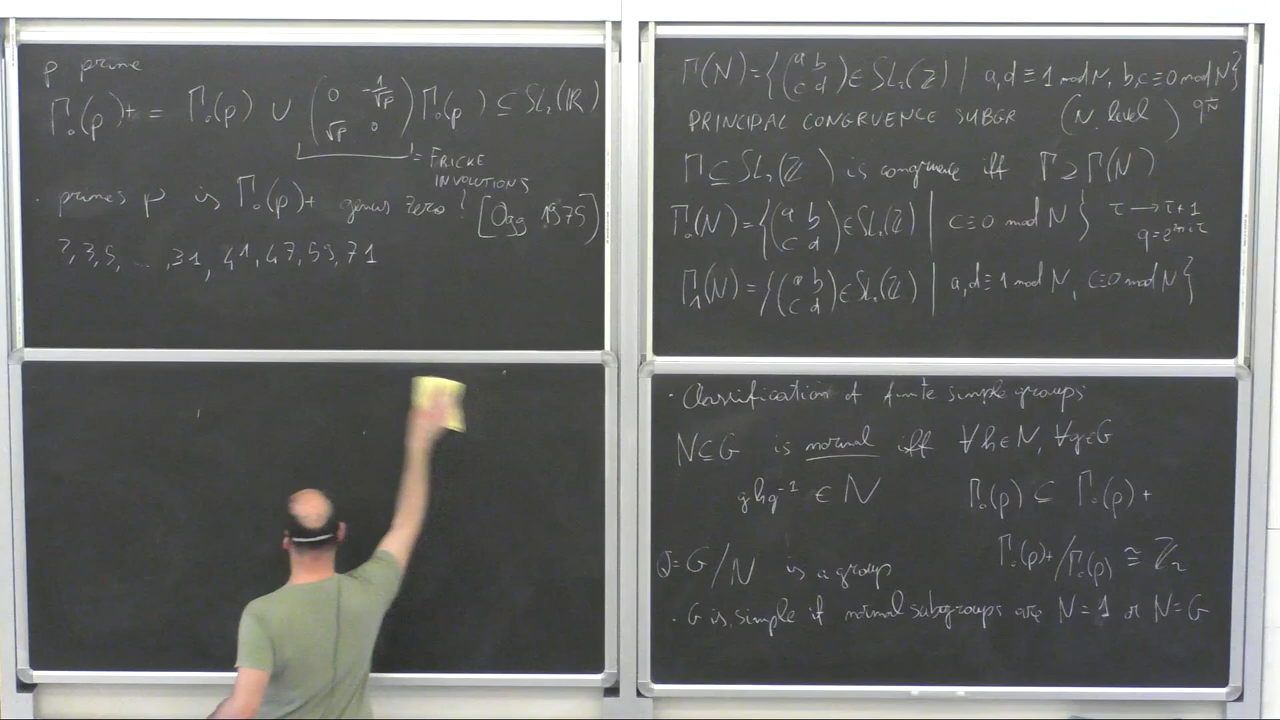 p prime
Γ₀(p)+ = Γ₀(p) ∪ (0 -1/√p √p 0) Γ₀(p) ⊆ SL₂(ℝ)
= FRICKE
INVOLUTIONS
· primes p is Γ₀(p)+ genus zero? [Ogg 1975]
2,3,5, ... ,31, 41,47,59,71
Γ(N) = {(a b c d) ∈ SL₂(ℤ) | a,d ≡ 1 mod N, b,c ≡ 0 mod N}
PRINCIPAL CONGRUENCE SUBGR (N. level)
Γ ⊆ SL₂(ℤ) is congruence iff Γ ⊇ Γ(N)
Γ₀(N) = {(a b c d) ∈ SL₂(ℤ) | c ≡ 0 mod N} τ → τ+1
q = e^{2πiτ}
Γ₁(N) = {(a b c d) ∈ SL₂(ℤ) | a,d ≡ 1 mod N, c ≡ 0 mod N}
· Classification of finite simple groups
N ⊆ G is normal iff ∀h∈N, ∀g∈G
ghg⁻¹ ∈ N Γ₀(p) ⊆ Γ₀(p)+
Q = G/N is a group Γ₀(p)+/Γ₀(p) ≅ ℤ₂
· G is simple if normal subgroups are N=1 or N=G